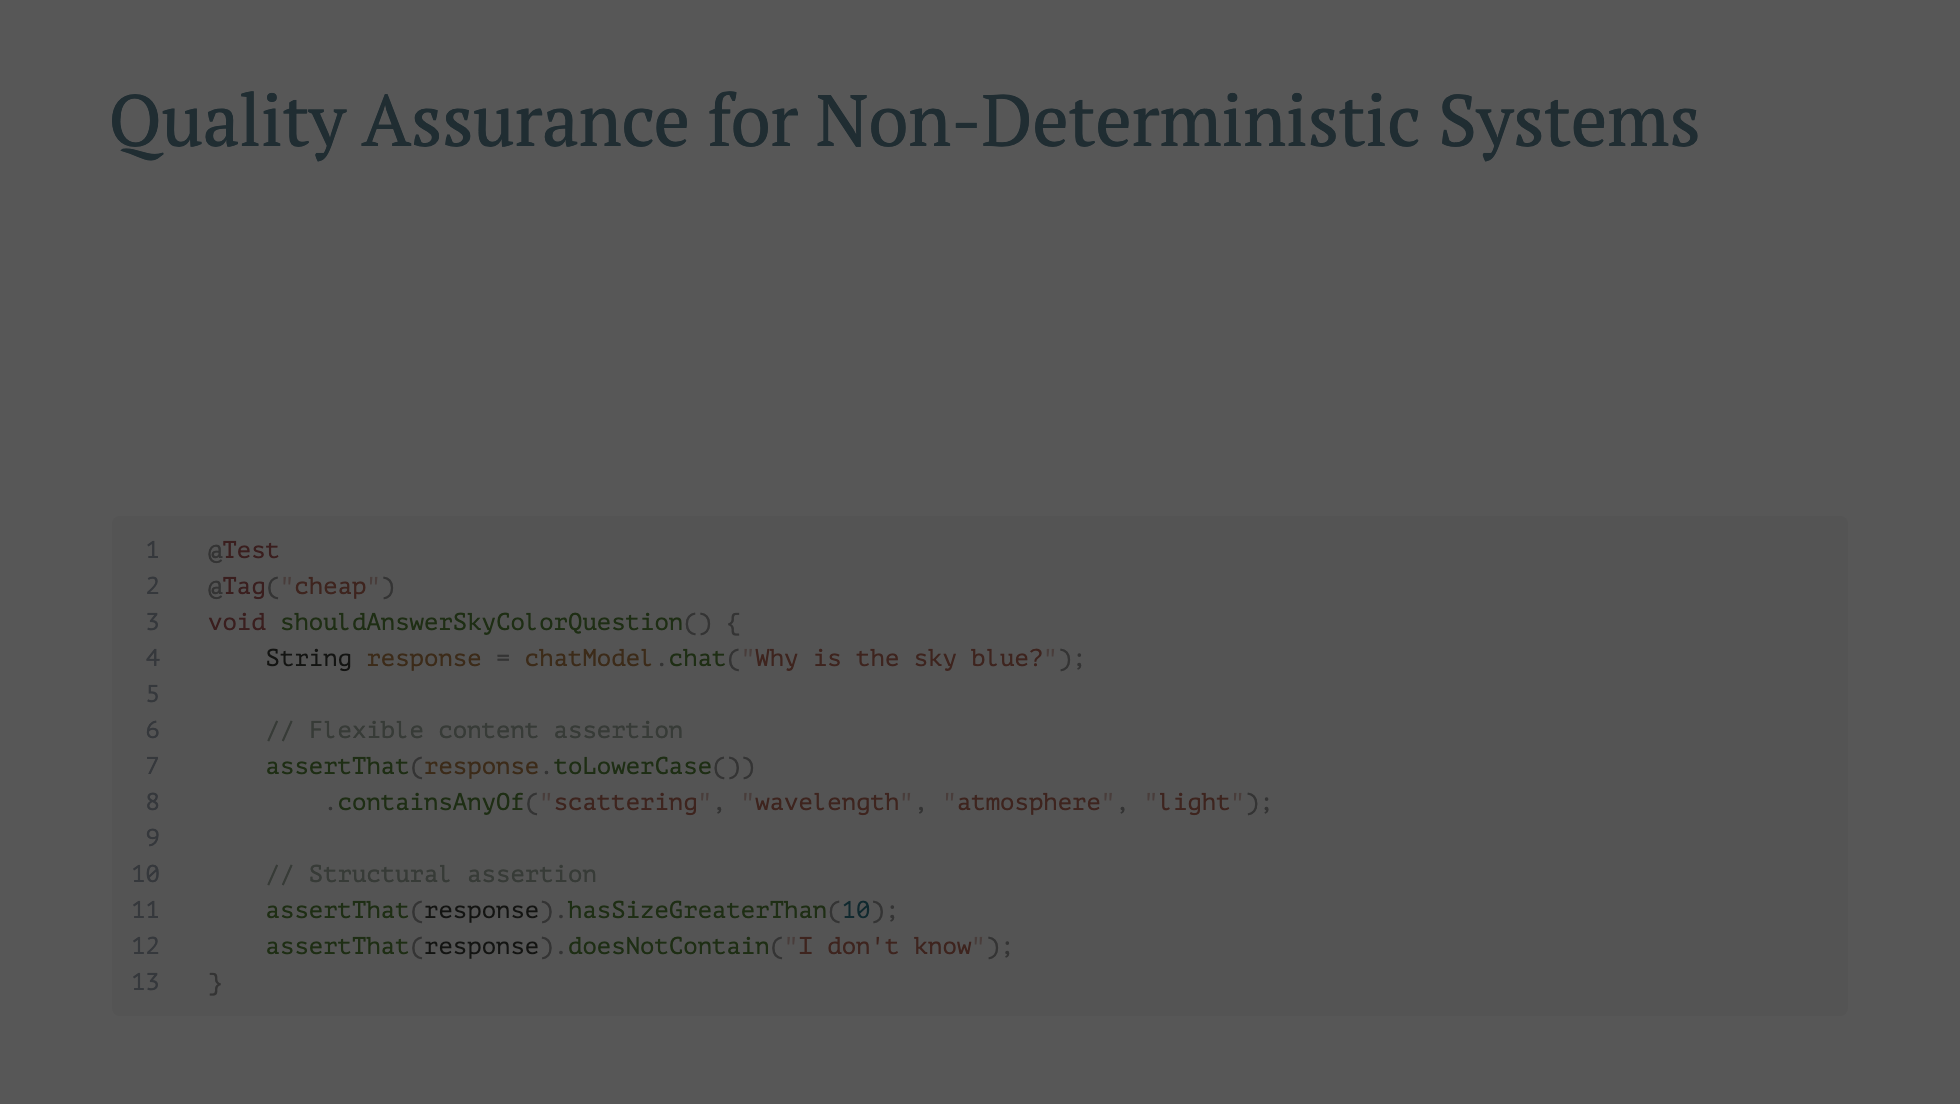 Quality Assurance for Non-Deterministic Systems
1 @Test
2 @Tag("cheap")
3 void shouldAnswerSkyColorQuestion() {
4     String response = chatModel.chat("Why is the sky blue?");
5
6     // Flexible content assertion
7     assertThat(response.toLowerCase())
8         .containsAnyOf("scattering", "wavelength", "atmosphere", "light");
9
10     // Structural assertion
11     assertThat(response).hasSizeGreaterThan(10);
12     assertThat(response).doesNotContain("I don't know");
13 }